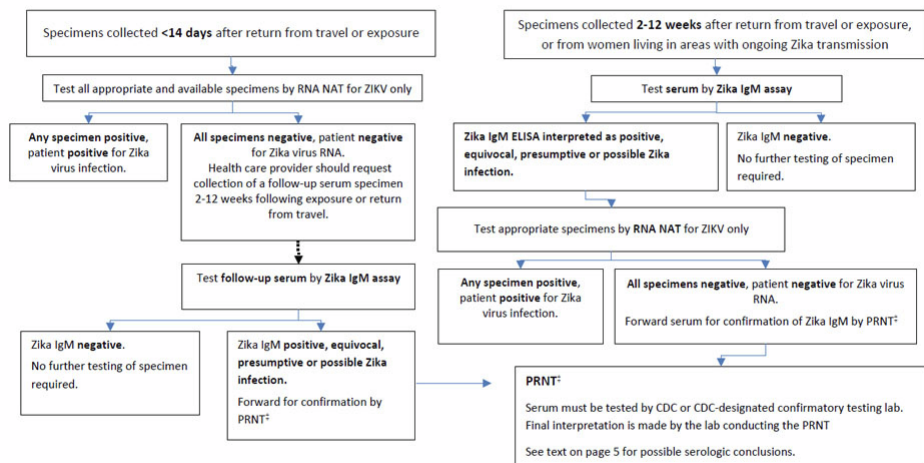 Specimens collected <14 days after return from travel or exposure
Test all appropriate and available specimens by RNA NAT for ZIKV only
Any specimen positive,
patient positive for Zika
virus infection.
All specimens negative, patient negative
for Zika virus RNA.
Health care provider should request
collection of a follow-up serum specimen
2-12 weeks following exposure or return
from travel.
Test follow-up serum by Zika IgM assay
Zika IgM negative.
No further testing of specimen
required.
Zika IgM positive, equivocal,
presumptive or possible Zika
infection.
Forward for confirmation by
PRNT‡
Specimens collected 2-12 weeks after return from travel or exposure,
or from women living in areas with ongoing Zika transmission
Test serum by Zika IgM assay
Zika IgM ELISA interpreted as positive,
equivocal, presumptive or possible Zika
infection.
Zika IgM negative.
No further testing of specimen
required.
Test appropriate specimens by RNA NAT for ZIKV only
Any specimen positive,
patient positive for Zika
virus infection.
All specimens negative, patient negative for Zika virus
RNA.
Forward serum for confirmation of Zika IgM by PRNT‡
PRNT‡
Serum must be tested by CDC or CDC-designated confirmatory testing lab.
Final interpretation is made by the lab conducting the PRNT
See text on page 5 for possible serologic conclusions.